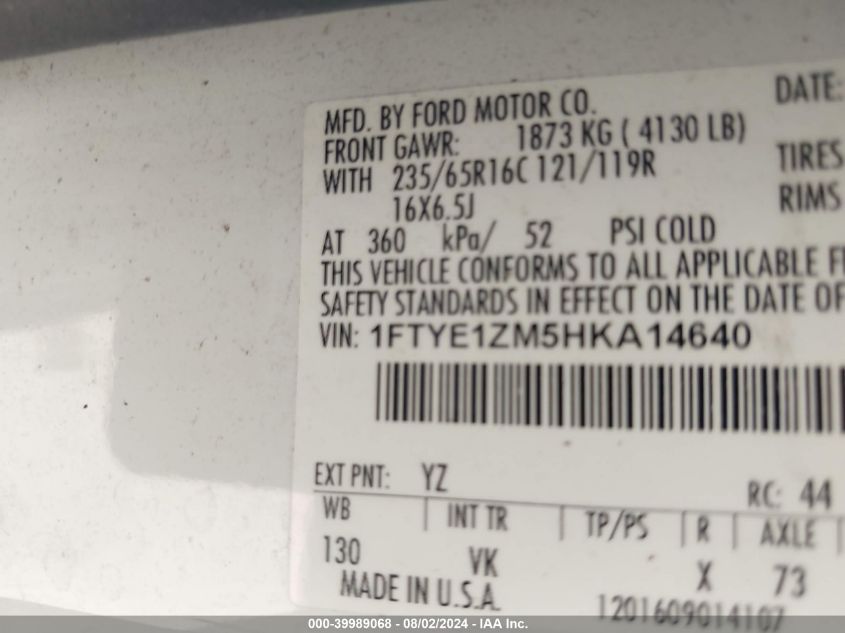 MFD. BY FORD MOTOR CO.
DATE:
FRONT GAWR: 1873 KG ( 4130 LB)
WITH 235/65R16C 121/119R
TIRES
16X6.5J
RIMS
AT 360 kPa/ 52 PSI COLD
THIS VEHICLE CONFORMS TO ALL APPLICABLE
SAFETY STANDARDS IN EFFECT ON THE DATE OF
VIN: 1FTYE1ZM5HKA14640
EXT PNT: YZ
RC: 44
WB INT TR TP/PS R AXLE
130 VK X 73
MADE IN U.S.A.
1201609014107
000-39989068 - 08/02/2024 - IAA Inc.